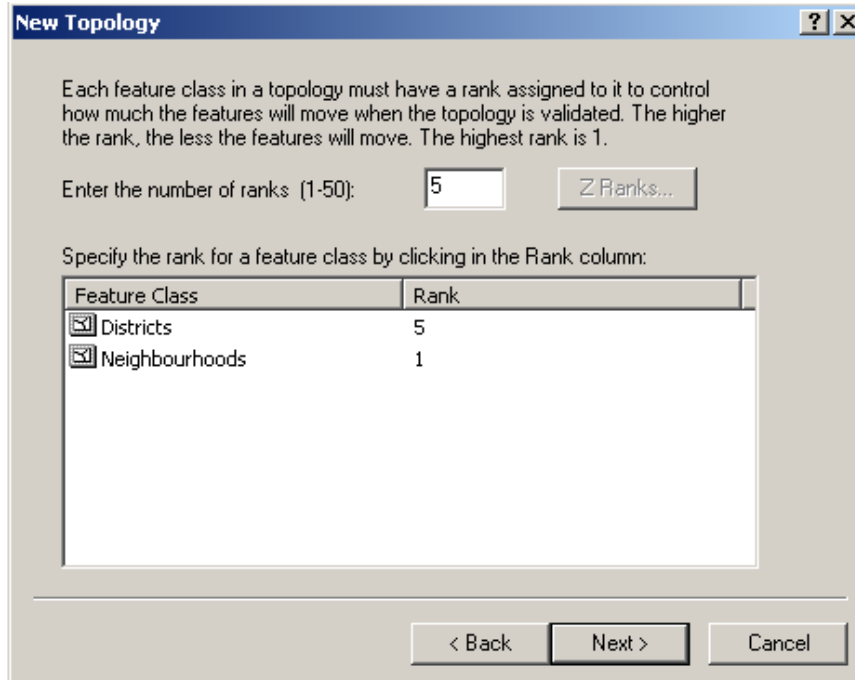 New Topology
Each feature class in a topology must have a rank assigned to it to control
how much the features will move when the topology is validated. The higher
the rank, the less the features will move. The highest rank is 1.
Enter the number of ranks (1-50): 5 Z Ranks...
Specify the rank for a feature class by clicking in the Rank column:
Feature Class Rank
Districts 5
Neighbourhoods 1
< Back Next > Cancel